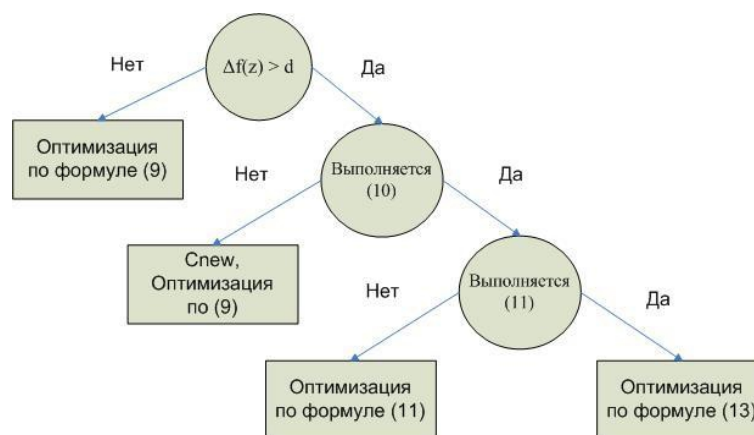 Δf(z) > d
Нет
Да
Оптимизация
по формуле (9)
Выполняется
(10)
Нет
Да
Cnew,
Оптимизация
по (9)
Выполняется
(11)
Нет
Да
Оптимизация
по формуле (11)
Оптимизация
по формуле (13)